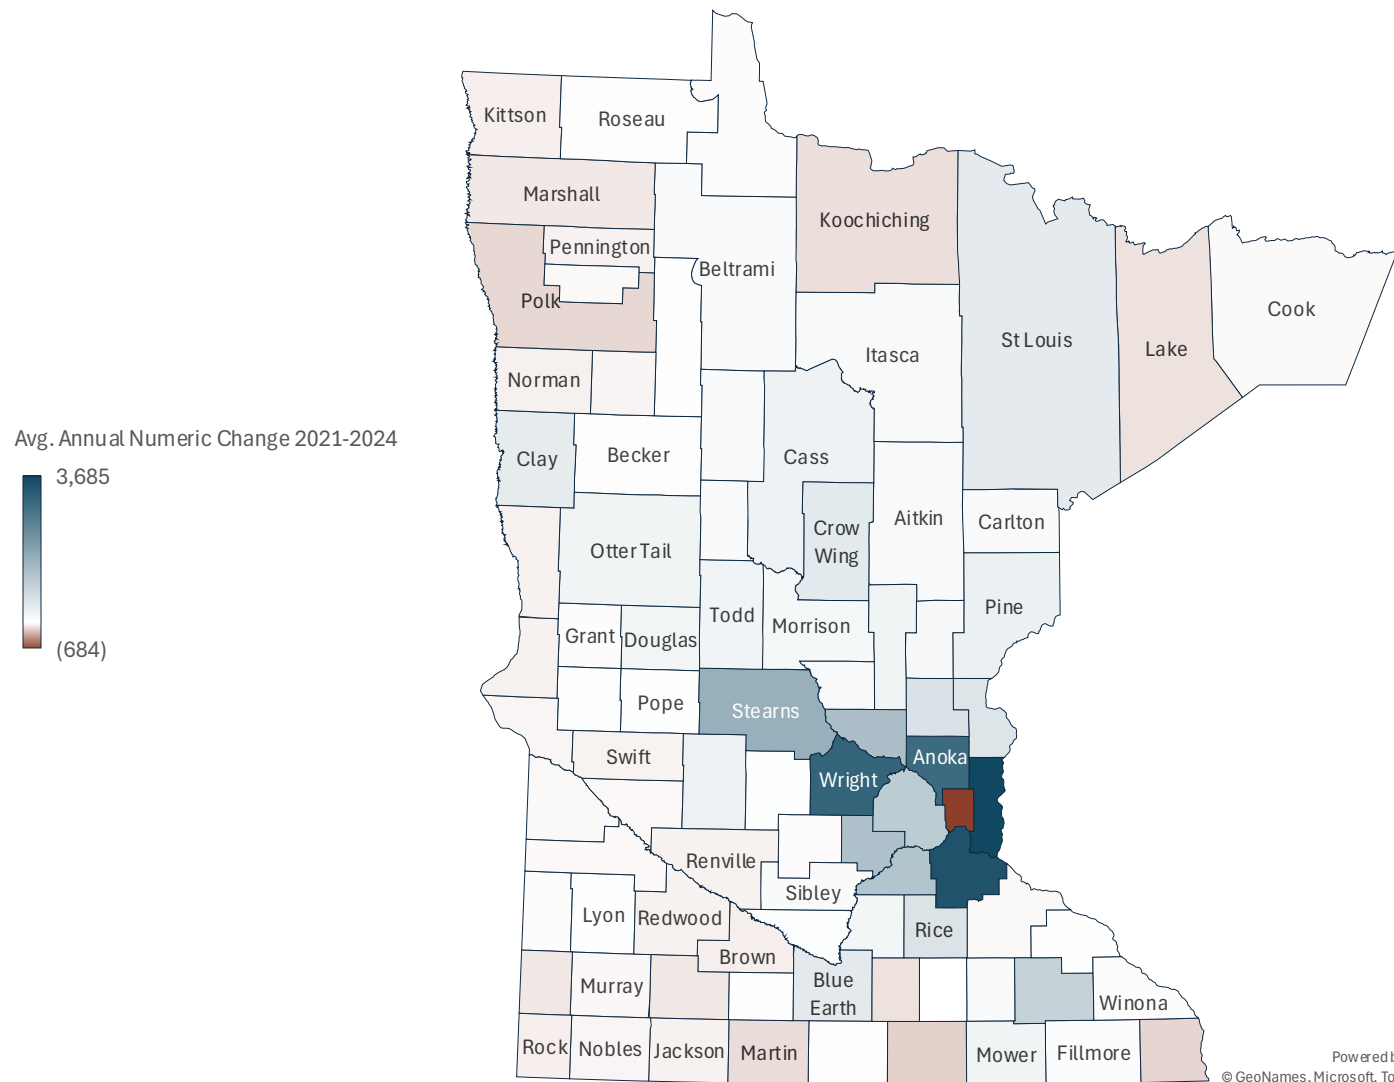 Kittson
Roseau
Marshall
Koochiching
Pennington
Beltrami
Polk
Cook
St Louis
Lake
Itasca
Norman
Avg. Annual Numeric Change 2021-2024
3,685
(684)
Clay
Becker
Cass
Crow
Wing
Aitkin
Carlton
Otter Tail
Pine
Todd
Morrison
Grant
Douglas
Pope
Stearns
Swift
Anoka
Wright
Renville
Sibley
Lyon
Redwood
Rice
Brown
Blue
Earth
Murray
Winona
Rock
Nobles
Jackson
Martin
Mower
Fillmore
Powered b
© GeoNames, Microsoft, To